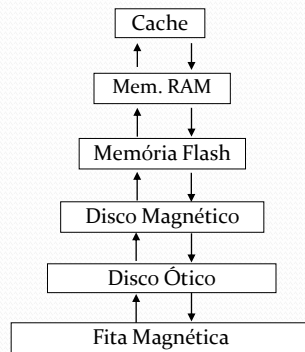 Cache
Mem. RAM
Memória Flash
Disco Magnético
Disco Ótico
Fita Magnética